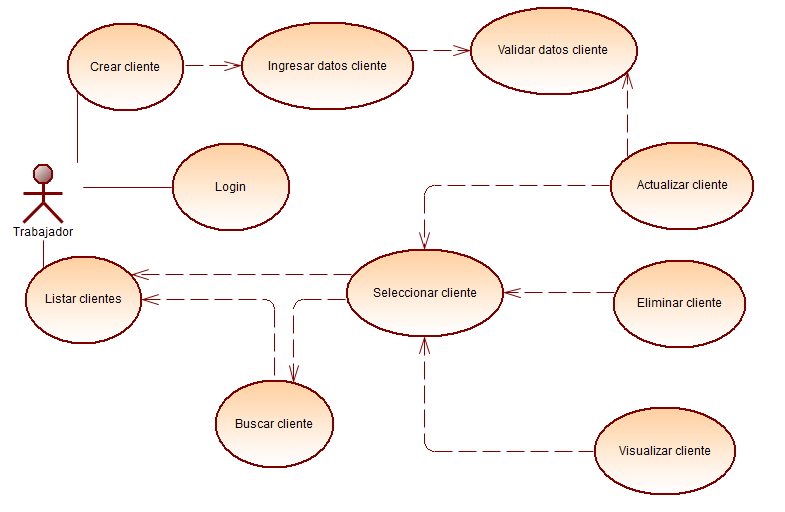 Crear cliente
Ingresar datos cliente
Validar datos cliente
Login
Actualizar cliente
Trabajador
Listar clientes
Seleccionar cliente
Eliminar cliente
Buscar cliente
Visualizar cliente